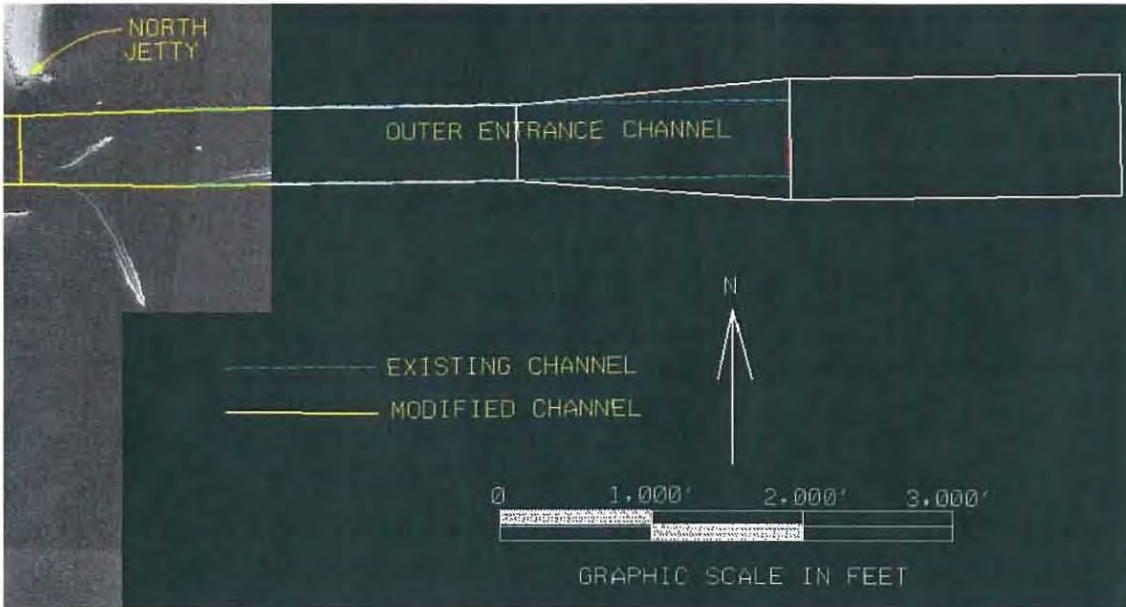 NORTH
JETTY
OUTER ENTRANCE CHANNEL
N
EXISTING CHANNEL
MODIFIED CHANNEL
0 1,000' 2,000' 3,000'
GRAPHIC SCALE IN FEET